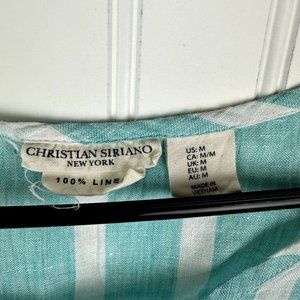 CHRISTIAN SIRIANO
NEW YORK
100% LINE
US: M
CA: M/M
UK: M
EU: M
AU: M
MADE IN
VIETNAM